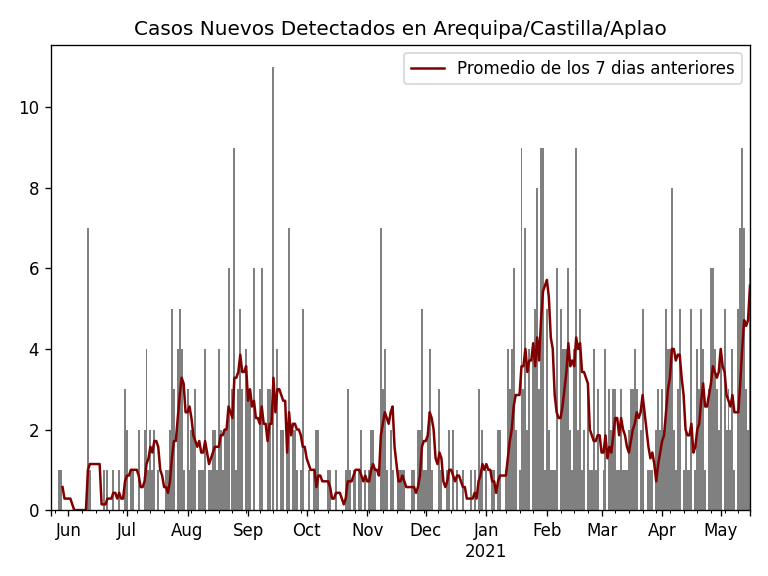 Casos Nuevos Detectados en Arequipa/Castilla/Aplao
Promedio de los 7 dias anteriores
10
8
6
4
2
0
Jun Jul Aug Sep Oct Nov Dec Jan Feb Mar Apr May
2021